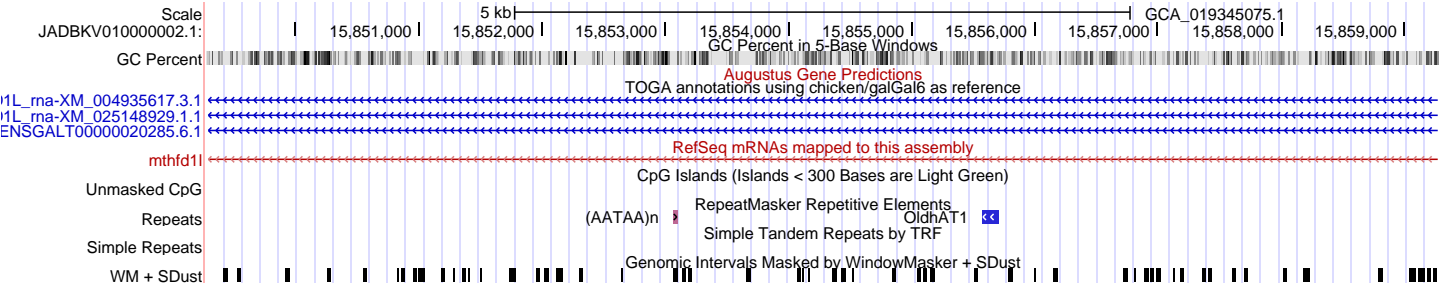 Scale 5 kb GCA_019345075.1
JADBKV010000002.1: 15,851,000 15,852,000 15,853,000 15,854,000 15,855,000 15,856,000 15,857,000 15,858,000 15,859,000
GC Percent in 5-Base Windows
GC Percent
Augustus Gene Predictions
TOGA annotations using chicken/galGal6 as reference
1L_rna-XM_004935617.3.1
1L_rna-XM_025148929.1.1
ENSGALT00000020285.6.1
RefSeq mRNAs mapped to this assembly
mthfd1l
CpG Islands (Islands < 300 Bases are Light Green)
Unmasked CpG
RepeatMasker Repetitive Elements
Repeats (AATAA)n OldhAT1
Simple Tandem Repeats by TRF
Simple Repeats
Genomic Intervals Masked by WindowMasker + SDust
WM + SDust